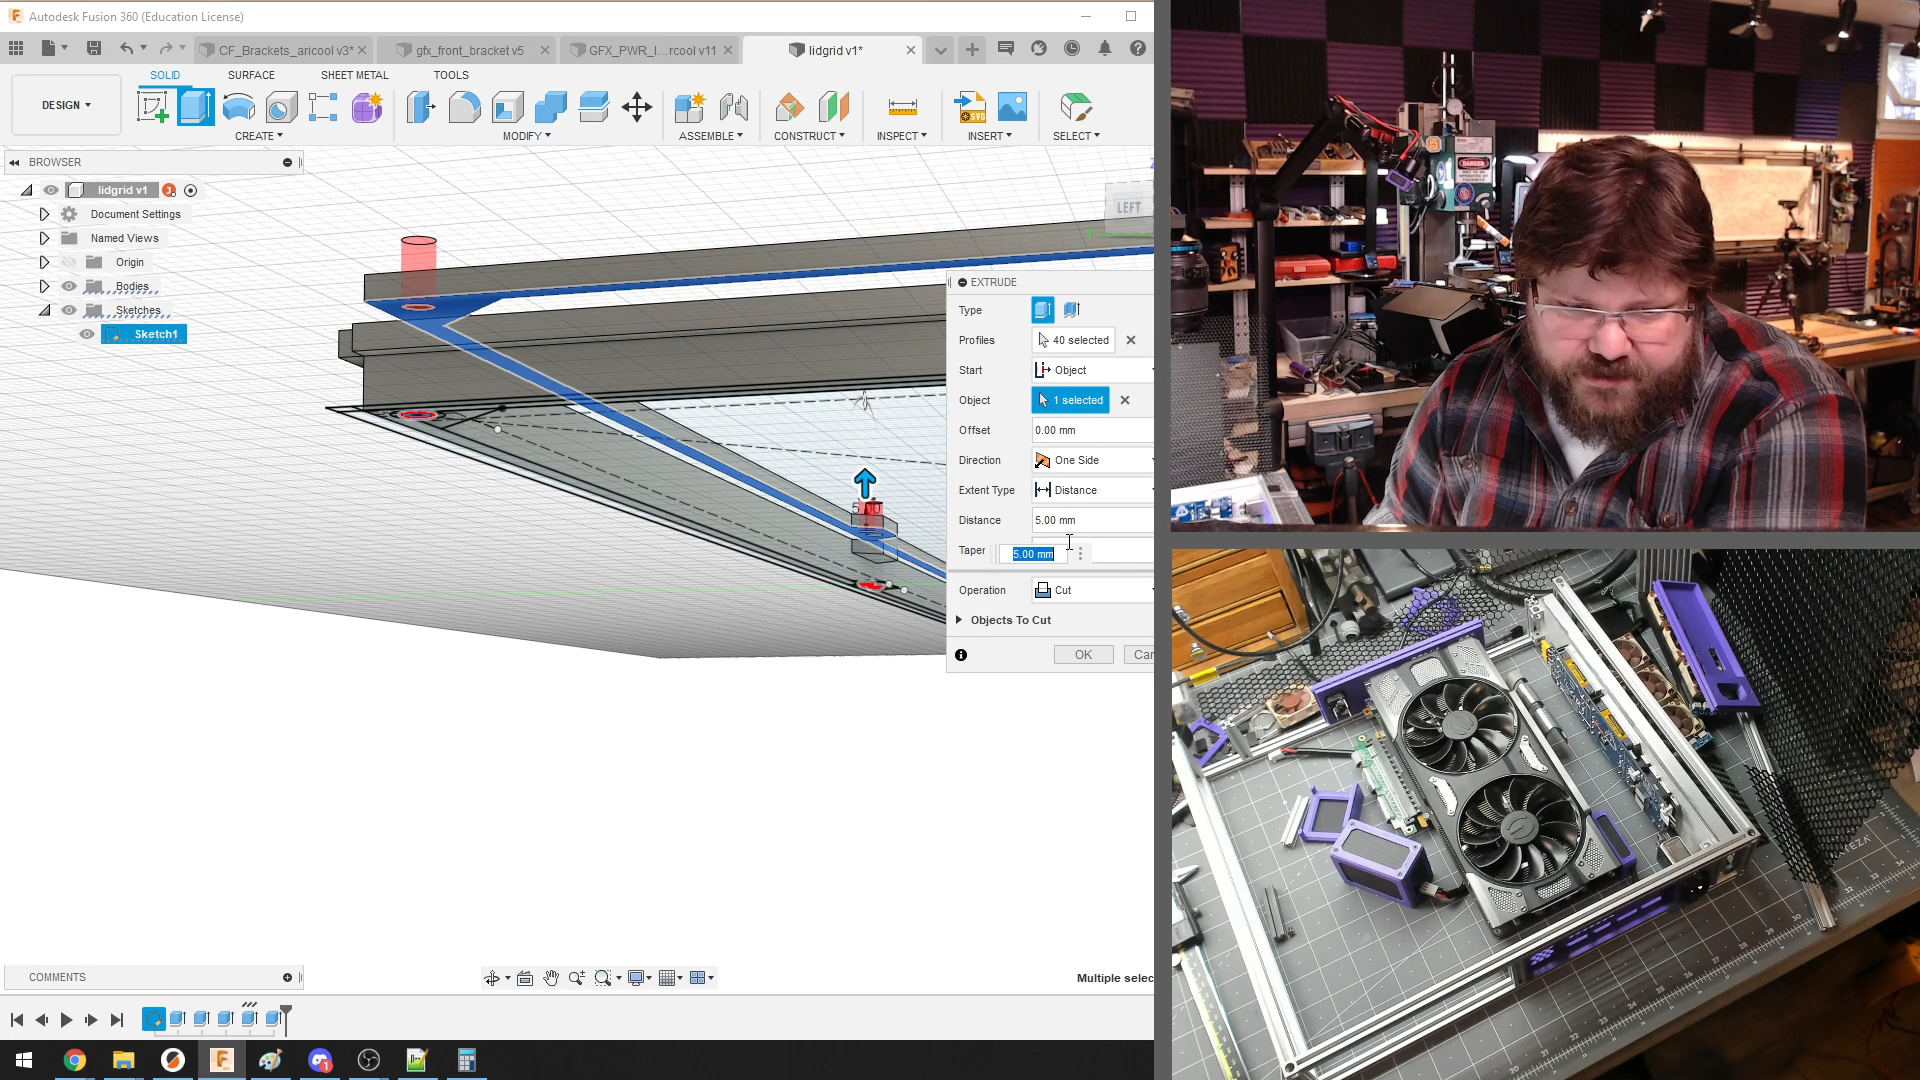 Autodesk Fusion 360 (Education License)
CF_Brackets_aricool v3*
gfx_front_bracket v5
GFX_PWR_I...rcool v11
lidgrid v1*
SOLID
SURFACE
SHEET METAL
TOOLS
DESIGN
CREATE
MODIFY
ASSEMBLE
CONSTRUCT
INSPECT
INSERT
SELECT
BROWSER
lidgrid v1
Document Settings
Named Views
Origin
Bodies
Sketches
Sketch1
LEFT
EXTRUDE
Type
Profiles 40 selected
Start Object
Object 1 selected
Offset 0.00 mm
Direction One Side
Extent Type Distance
Distance 5.00 mm
Taper 5.00 mm
Operation Cut
Objects To Cut
OK
Can
COMMENTS
Multiple selec
DANGER